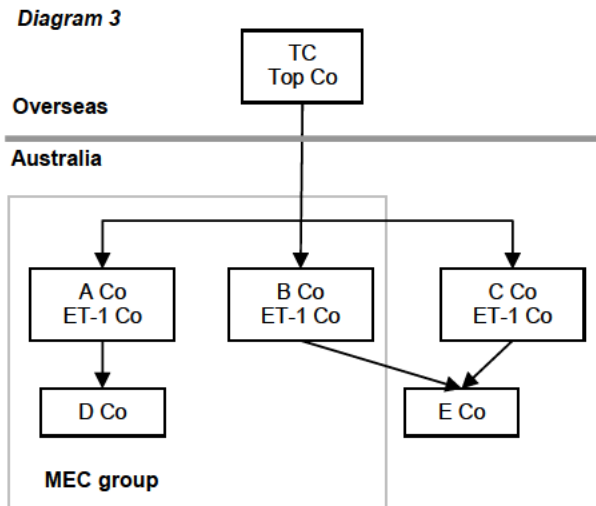 Diagram 3
TC
Top Co
Overseas
Australia
A Co
ET-1 Co
B Co
ET-1 Co
C Co
ET-1 Co
D Co
E Co
MEC group